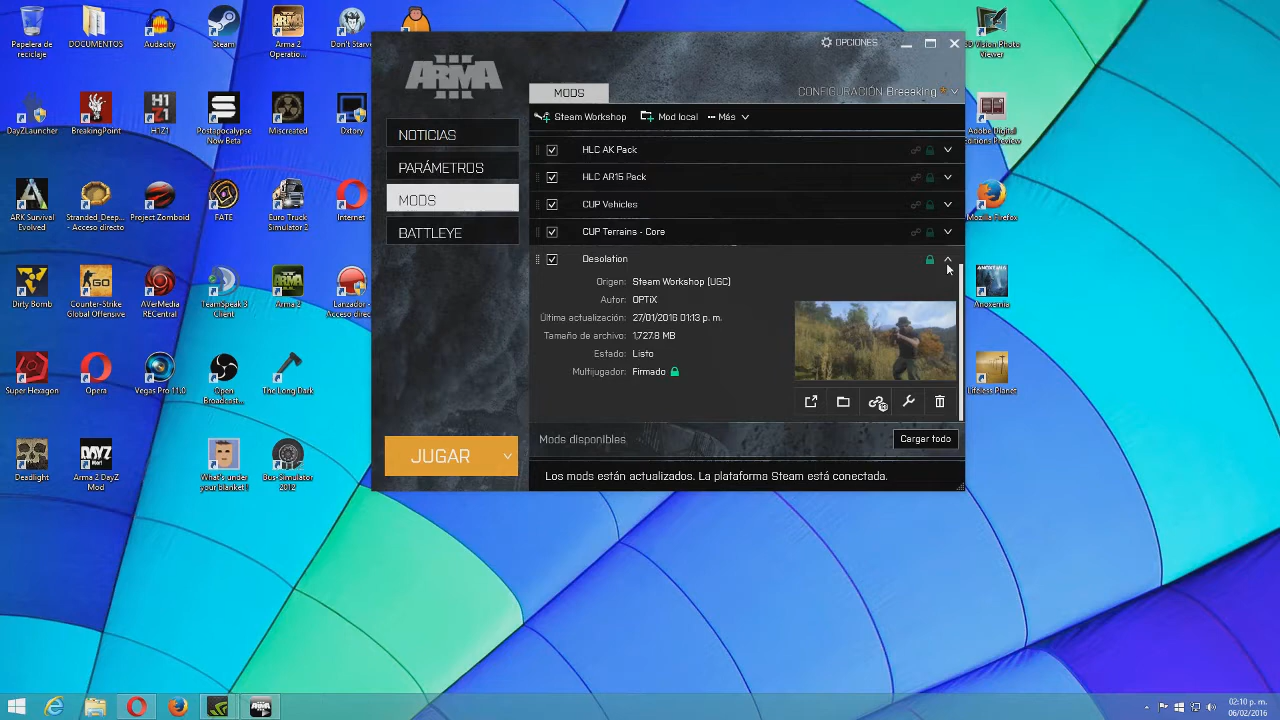 Papelera de
reciclaje
DOCUMENTOS
Audacity
Steam
Arma 2
Operatio...
Don't Starve
3D Vision Photo
Viewer
DayZLauncher
BreakingPoint
H1Z1
Postapocalypse
Now Beta
Miscreated
Dxtory
Adobe Digital
Editions Preview
ARK Survival
Evolved
Stranded_Deep...
- Acceso directo
Project Zomboid
FATE
Euro Truck
Simulator 2
Internet
Mozilla Firefox
Dirty Bomb
Counter-Strike
Global Offensive
AVerMedia
RECentral
TeamSpeak 3
Client
Arma 2
Lanzador -
Acceso direc...
Anoxemia
Super Hexagon
Opera
Vegas Pro 11.0
Open
Broadcast...
The Long Dark
Lifeless Planet
Deadlight
Arma 2 DayZ
Mod
What's under
your blanket !
Bus-Simulator
2012
ARMA
III
OPCIONES
MODS
CONFIGURACIÓN Breeaking *
Steam Workshop
Mod local
Más
NOTICIAS
PARÁMETROS
MODS
BATTLEYE
JUGAR
HLC AK Pack
HLC AR15 Pack
CUP Vehicles
CUP Terrains - Core
Desolation
Origen: Steam Workshop (UGC)
Autor: OPTiX
Última actualización: 27/01/2016 01:13 p. m.
Tamaño de archivo: 1,727.8 MB
Estado: Listo
Multijugador: Firmado
Mods disponibles
Cargar todo
Los mods están actualizados. La plataforma Steam está conectada.
02:10 p. m.
06/02/2016